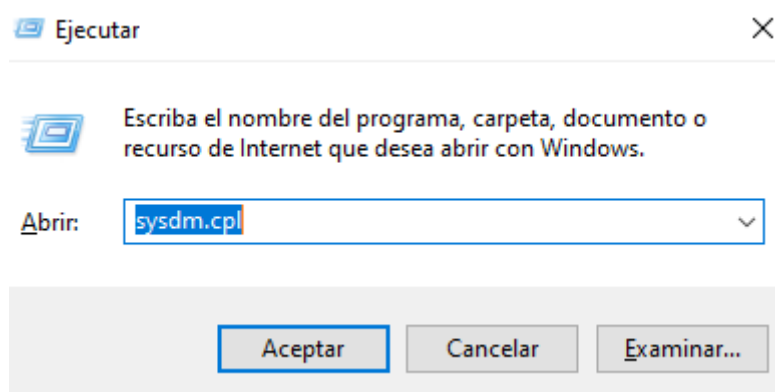 Ejecutar
Escriba el nombre del programa, carpeta, documento o
recurso de Internet que desea abrir con Windows.
Abrir:
sysdm.cpl
Aceptar
Cancelar
Examinar...